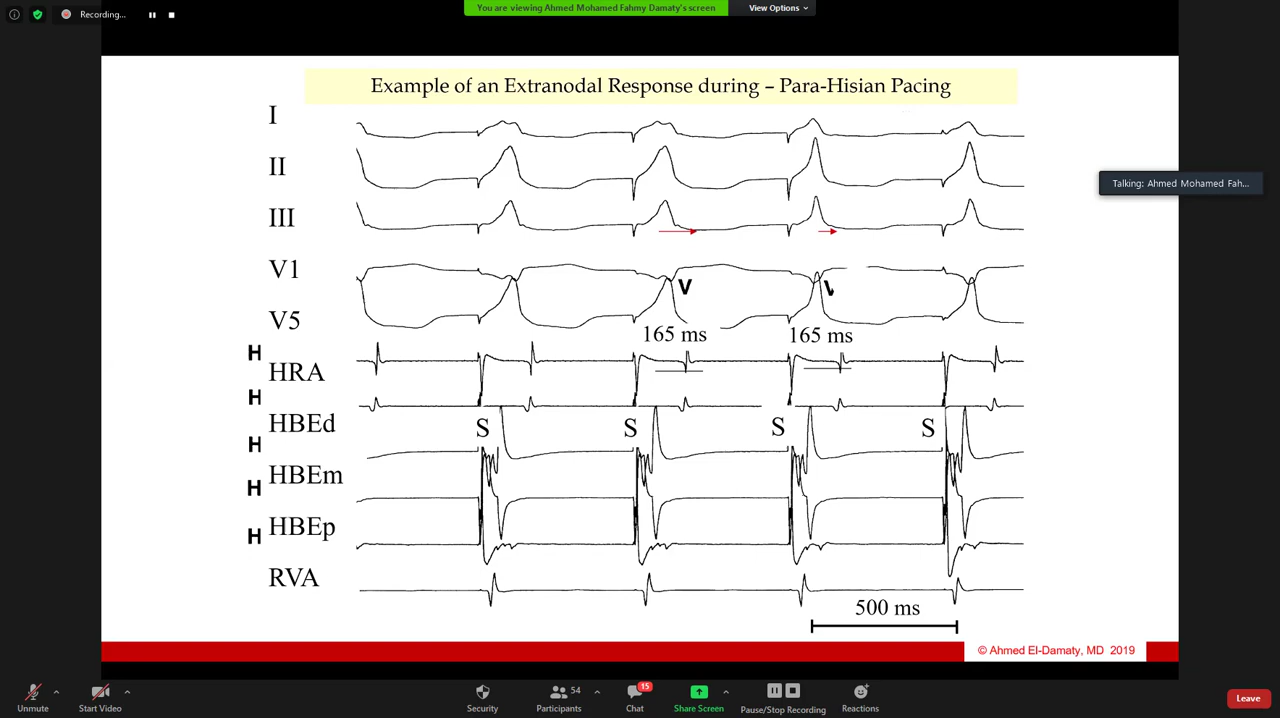 Recording...
You are viewing Ahmed Mohamed Fahmy Damaty's screen
View Options
Example of an Extranodal Response during – Para-Hisian Pacing
I
II
Talking: Ahmed Mohamed Fah...
III
V1
V V
V5
165 ms 165 ms
H
HRA
H
HBEd
S S S S
H
HBEm
H
HBEp
H
RVA
500 ms
© Ahmed El-Damaty, MD 2019
54
15
Unmute
Start Video
Security
Participants
Chat
Share Screen
Pause/Stop Recording
Reactions
Leave